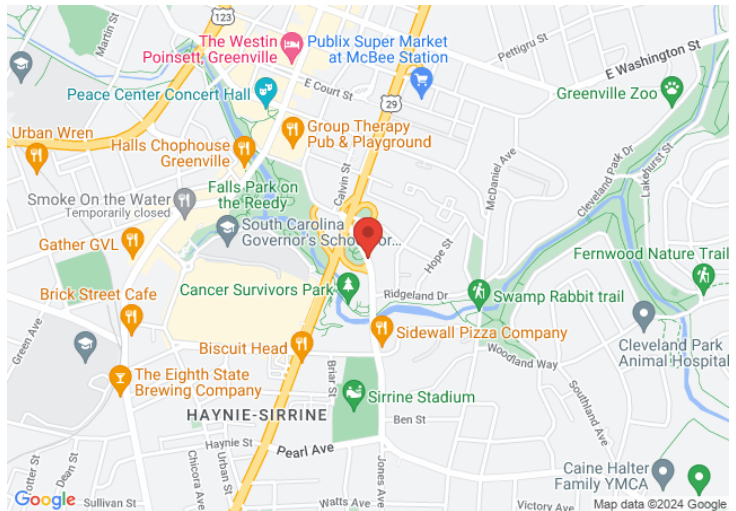 123
Martin St
The Westin
Poinsett, Greenville
Publix Super Market
at McBee Station
Pettigru St
E Washington St
Peace Center Concert Hall
E Court St
29
Greenville Zoo
Urban Wren
Halls Chophouse
Greenville
Group Therapy
Pub & Playground
Calvin St
McDaniel Ave
Cleveland Park Dr
Lakehurst St
Smoke On the Water
Temporarily closed
Falls Park on
the Reedy
South Carolina
Governor's School for...
Gather GVL
Hope St
Fernwood Nature Trail
Cancer Survivors Park
Ridgeland Dr
Swamp Rabbit trail
Brick Street Cafe
Green Ave
Biscuit Head
Sidewall Pizza Company
Cleveland Park
Animal Hospital
Woodland Way
The Eighth State
Brewing Company
Briar St
Sirrine Stadium
Southland Ave
HAYNIE-SIRRINE
Ben St
Haynie St
Pearl Ave
Dean St
Chicora Ave
Urban St
Jones Ave
Caine Halter
Family YMCA
Google
Sullivan St
Watts Ave
Victory Ave
Map data ©2024 Google